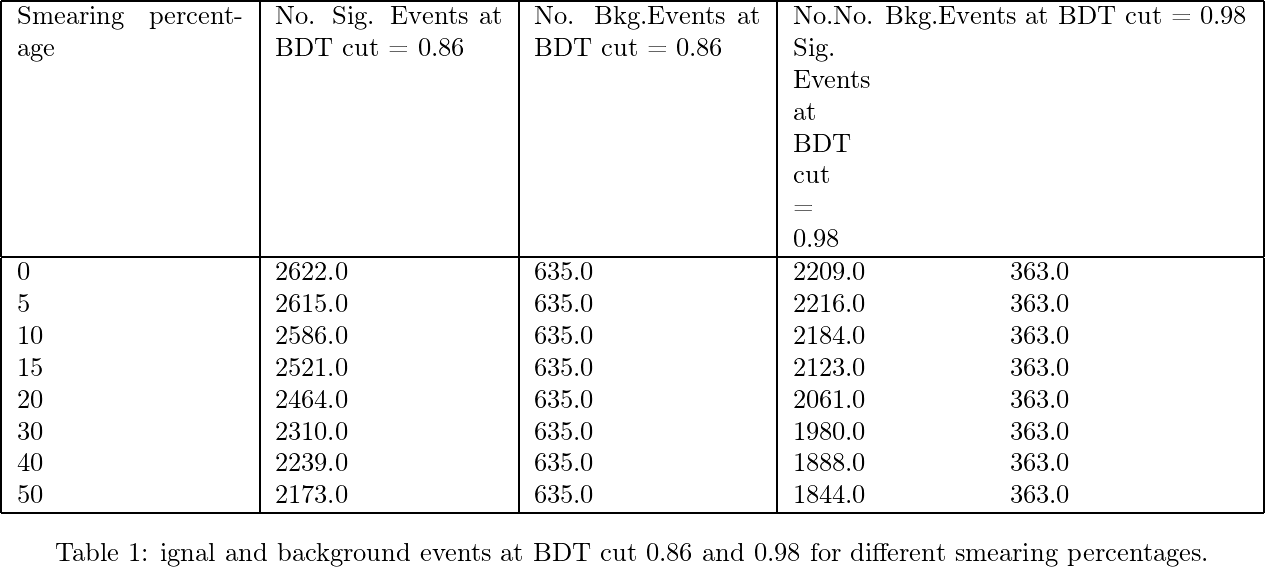 Smearing percent- No. Sig. Events at No. Bkg.Events at No.No. Bkg.Events at BDT cut = 0.98
age BDT cut = 0.86 BDT cut = 0.86 Sig.
Events
at
BDT
cut
=
0.98
0 2622.0 635.0 2209.0 363.0
5 2615.0 635.0 2216.0 363.0
10 2586.0 635.0 2184.0 363.0
15 2521.0 635.0 2123.0 363.0
20 2464.0 635.0 2061.0 363.0
30 2310.0 635.0 1980.0 363.0
40 2239.0 635.0 1888.0 363.0
50 2173.0 635.0 1844.0 363.0
Table 1: ignal and background events at BDT cut 0.86 and 0.98 for different smearing percentages.